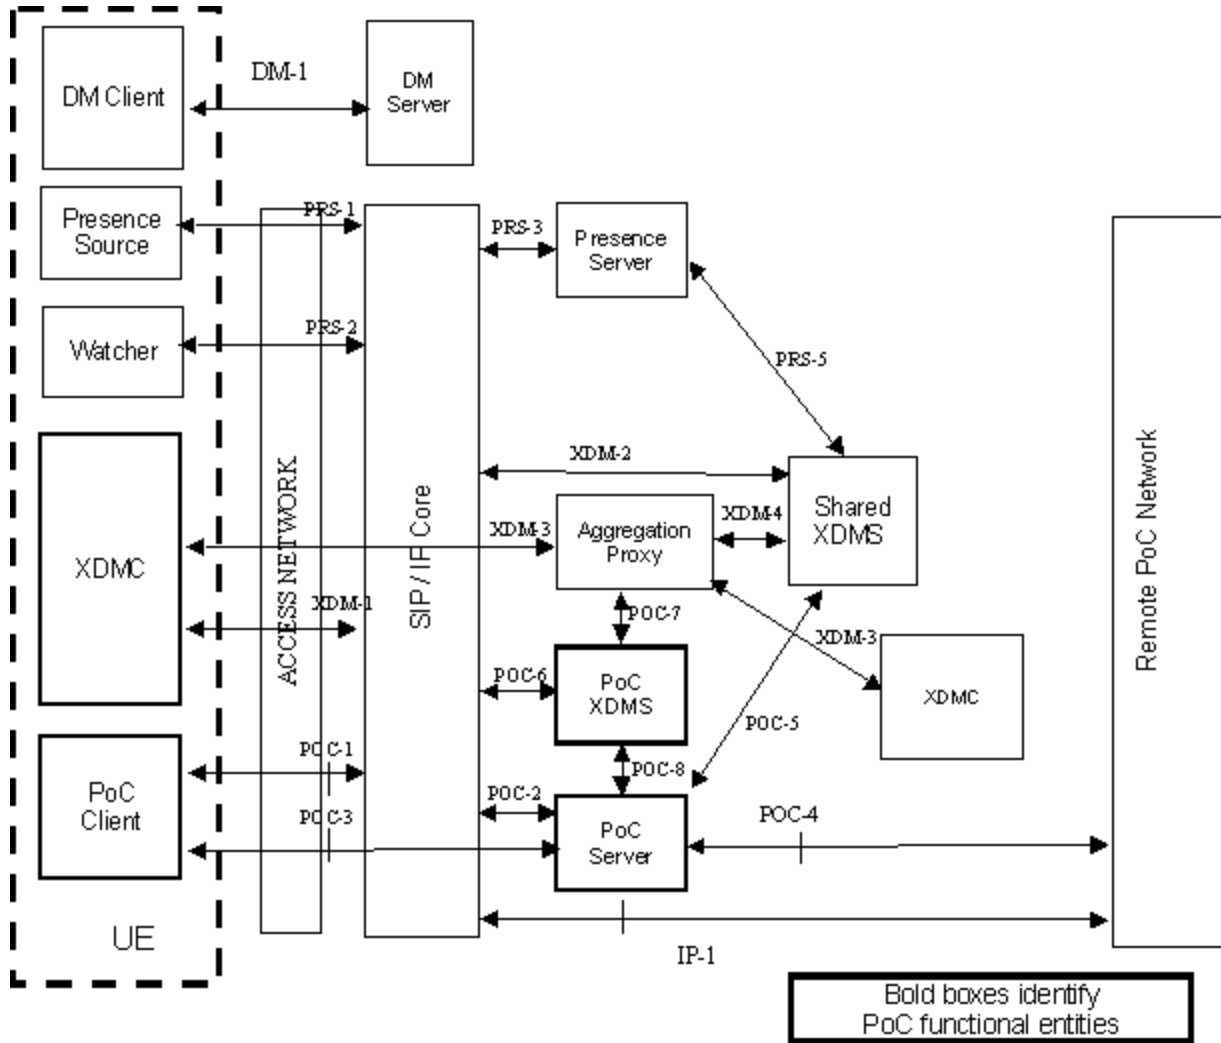 DM Client
DM-1
DM
Server
Presence
Source
PRS-1
PRS-3
Presence
Server
Watcher
PRS-2
PRS-5
XDMC
ACCESS NETWORK
SIP / IP Core
XDM-2
XDM-3
Aggregation
Proxy
XDM-4
Shared
XDMS
Remote PoC Network
XDM-1
POC-7
XDM-3
POC-6
PoC
XDMS
XDMC
POC-5
POC-1
POC-8
PoC
Client
POC-2
POC-3
PoC
Server
POC-4
UE
IP-1
Bold boxes identify
PoC functional entities